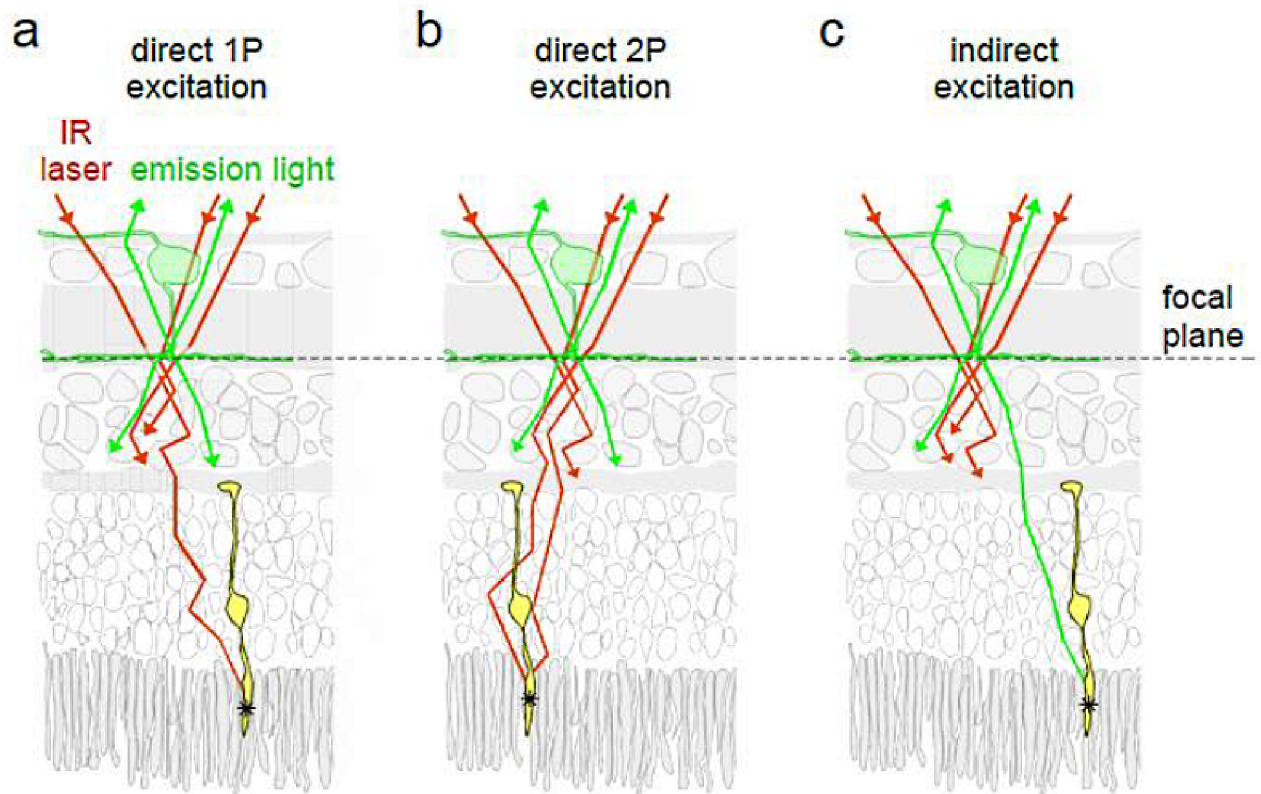 a
direct 1P
excitation
b
direct 2P
excitation
c
indirect
excitation
IR
laser
emission light
focal
plane